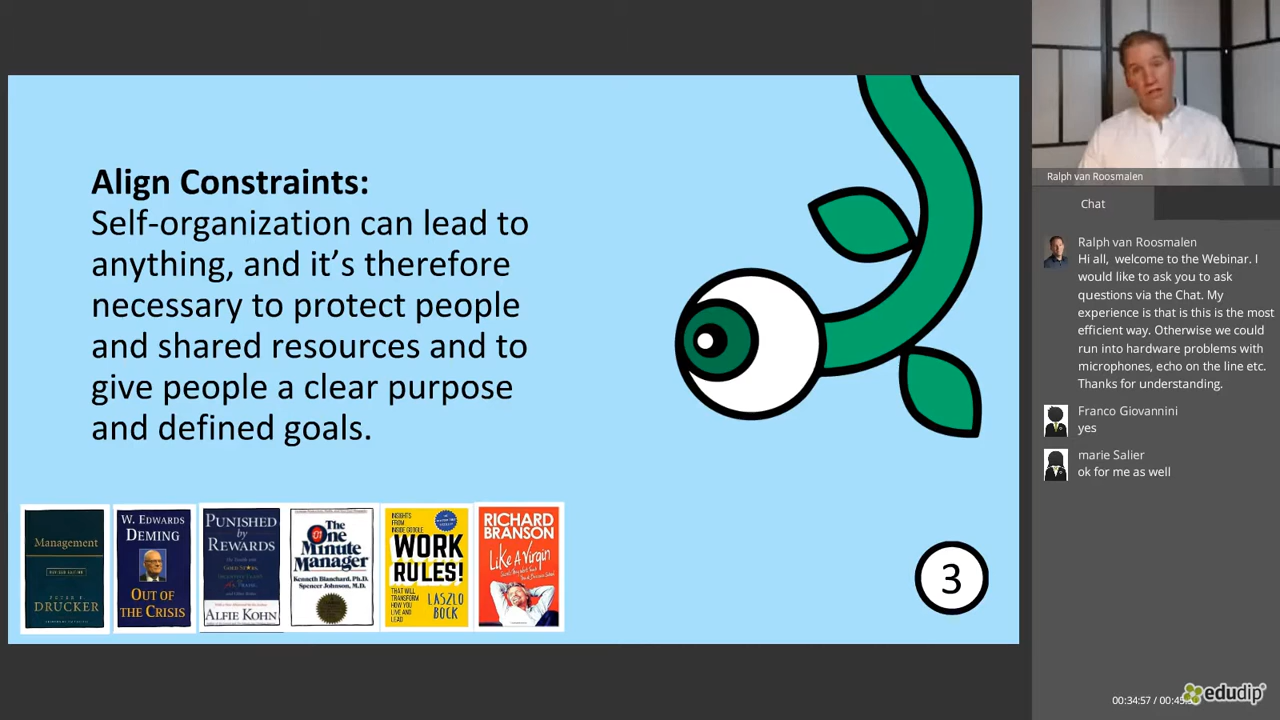 Align Constraints:
Self-organization can lead to
anything, and it’s therefore
necessary to protect people
and shared resources and to
give people a clear purpose
and defined goals.
Management
DRUCKER
W. EDWARDS
DEMING
OUT OF
THE CRISIS
PUNISHED
by
REWARDS
ALFIE KOHN
The
One
Minute
Manager
Kenneth Blanchard, Ph.D.
Spencer Johnson, M.D.
INSIGHTS
FROM
INSIDE GOOGLE
WORK
RULES!
THAT WILL
TRANSFORM
HOW YOU
LIVE AND
LEAD
LASZLO
BOCK
RICHARD
BRANSON
Like A Virgin
3
Ralph van Roosmalen
Chat
Ralph van Roosmalen
Hi all, welcome to the Webinar. I
would like to ask you to ask
questions via the Chat. My
experience is that is this is the most
efficient way. Otherwise we could
run into hardware problems with
microphones, echo on the line etc.
Thanks for understanding.
Franco Giovannini
yes
marie Salier
ok for me as well
00:34:57 /
edudip